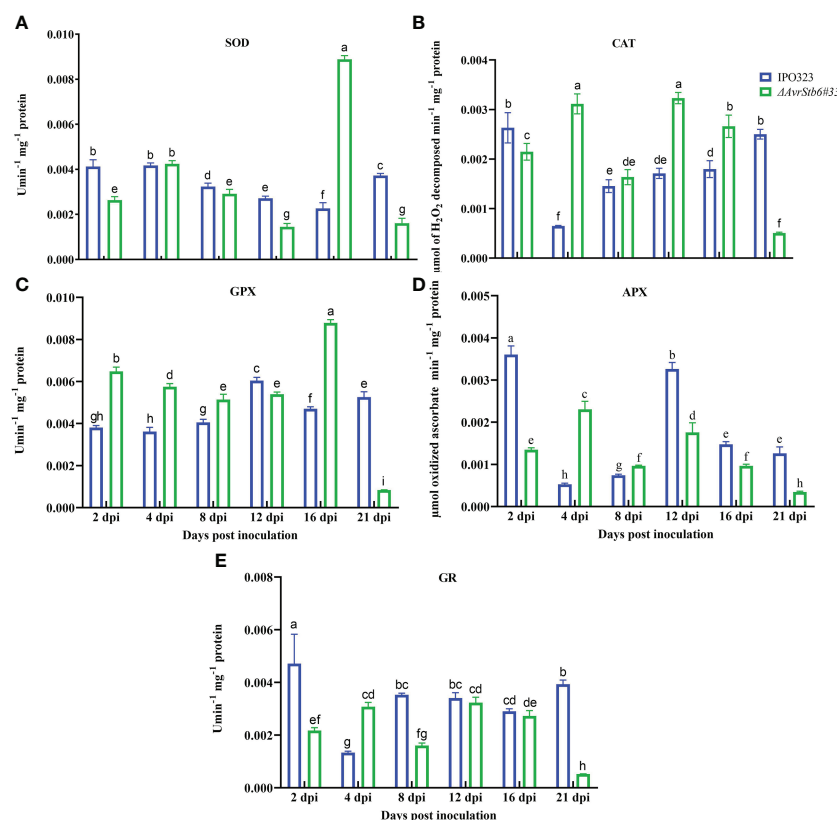 A
SOD
Umin-1 mg-1 protein
0.010
0.008
0.006
0.004
0.002
0.000
b e b b d e e g f a c g
B
CAT
µmol of H2O2 decomposed min-1 mg-1 protein
0.004
0.003
0.002
0.001
0.000
b c f a e de de a d b b f
IPO323
ΔAvrStb6#33
C
GPX
Umin-1 mg-1 protein
0.010
0.008
0.006
0.004
0.002
0.000
gh b h d g e c e f a e i
2 dpi 4 dpi 8 dpi 12 dpi 16 dpi 21 dpi
Days post inoculation
D
APX
µmol oxidized ascorbate min-1 mg-1 protein
0.005
0.004
0.003
0.002
0.001
0.000
a e h c g f b d e f e h
2 dpi 4 dpi 8 dpi 12 dpi 16 dpi 21 dpi
Days post inoculation
E
GR
Umin-1 mg-1 protein
0.008
0.006
0.004
0.002
0.000
a ef g cd bc fg bc cd cd de b h
2 dpi 4 dpi 8 dpi 12 dpi 16 dpi 21 dpi
Days post inoculation